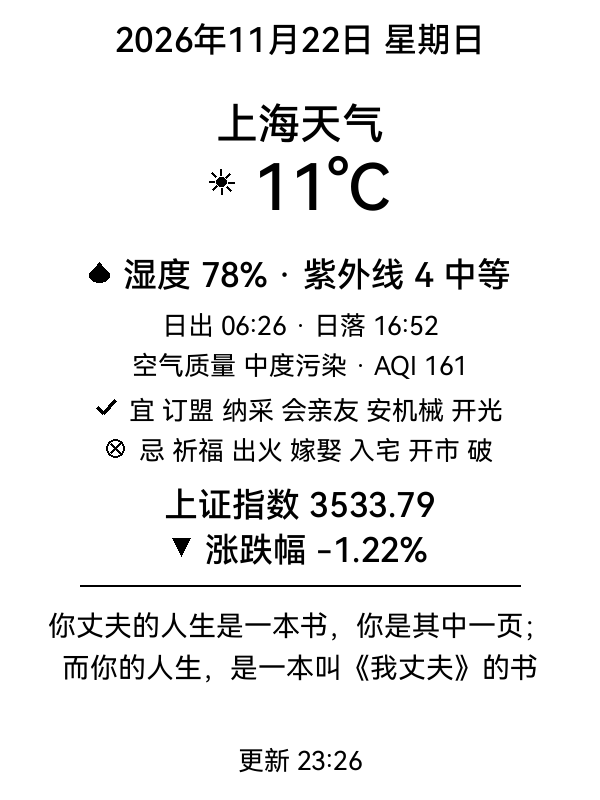 2026年11月22日 星期日
上海天气
11°C
湿度 78% · 紫外线 4 中等
日出 06:26 · 日落 16:52
空气质量 中度污染 · AQI 161
宜 订盟 纳采 会亲友 安机械 开光
忌 祈福 出火 嫁娶 入宅 开市 破
上证指数 3533.79
▼ 涨跌幅 -1.22%
你丈夫的人生是一本书，你是其中一页；
而你的人生，是一本叫《我丈夫》的书
更新 23:26